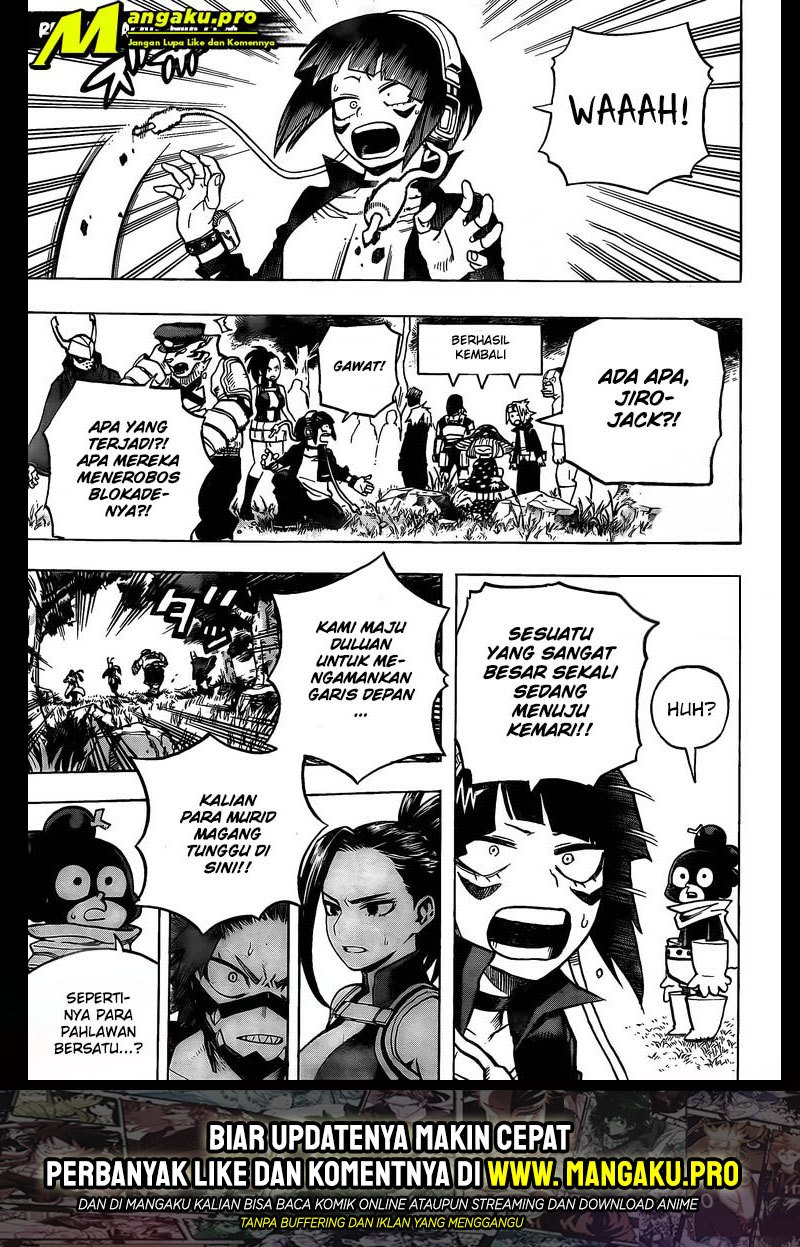 Mangaku.pro
Jangan Lupa Like dan Komennya
WAAAH!
ADA APA,
JIRO-
JACK?!
BERHASIL
KEMBALI
GAWAT!
APA YANG
TERJADI?!
APA MEREKA
MENEROBOS
BLOKADE-
NYA?!
HUH?
SESUATU
YANG SANGAT
BESAR SEKALI
SEDANG
MENUJU
KEMARI!!
KAMI MAJU
DULUAN
UNTUK ME-
NGAMANKAN
GARIS DEPAN
...
KALIAN
PARA MURID
MAGANG
TUNGGU DI
SINI!!
SEPERTI-
NYA PARA
PAHLAWAN
BERSATU...?
BIAR UPDATENYA MAKIN CEPAT
PERBANYAK LIKE DAN KOMENTNYA DI WWW. MANGAKU.PRO
DAN DI MANGAKU KALIAN BISA BACA KOMIK ONLINE ATAUPUN STREAMING DAN DOWNLOAD ANIME
TANPA BUFFERING DAN IKLAN YANG MENGGANGU